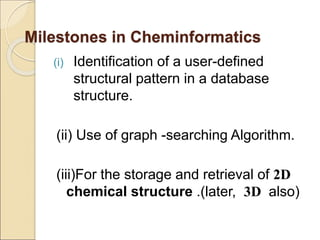 Milestones in Cheminformatics
(i) Identification of a user-defined
structural pattern in a database
structure.
(ii) Use of graph -searching Algorithm.
(iii)For the storage and retrieval of 2D
chemical structure .(later, 3D also)